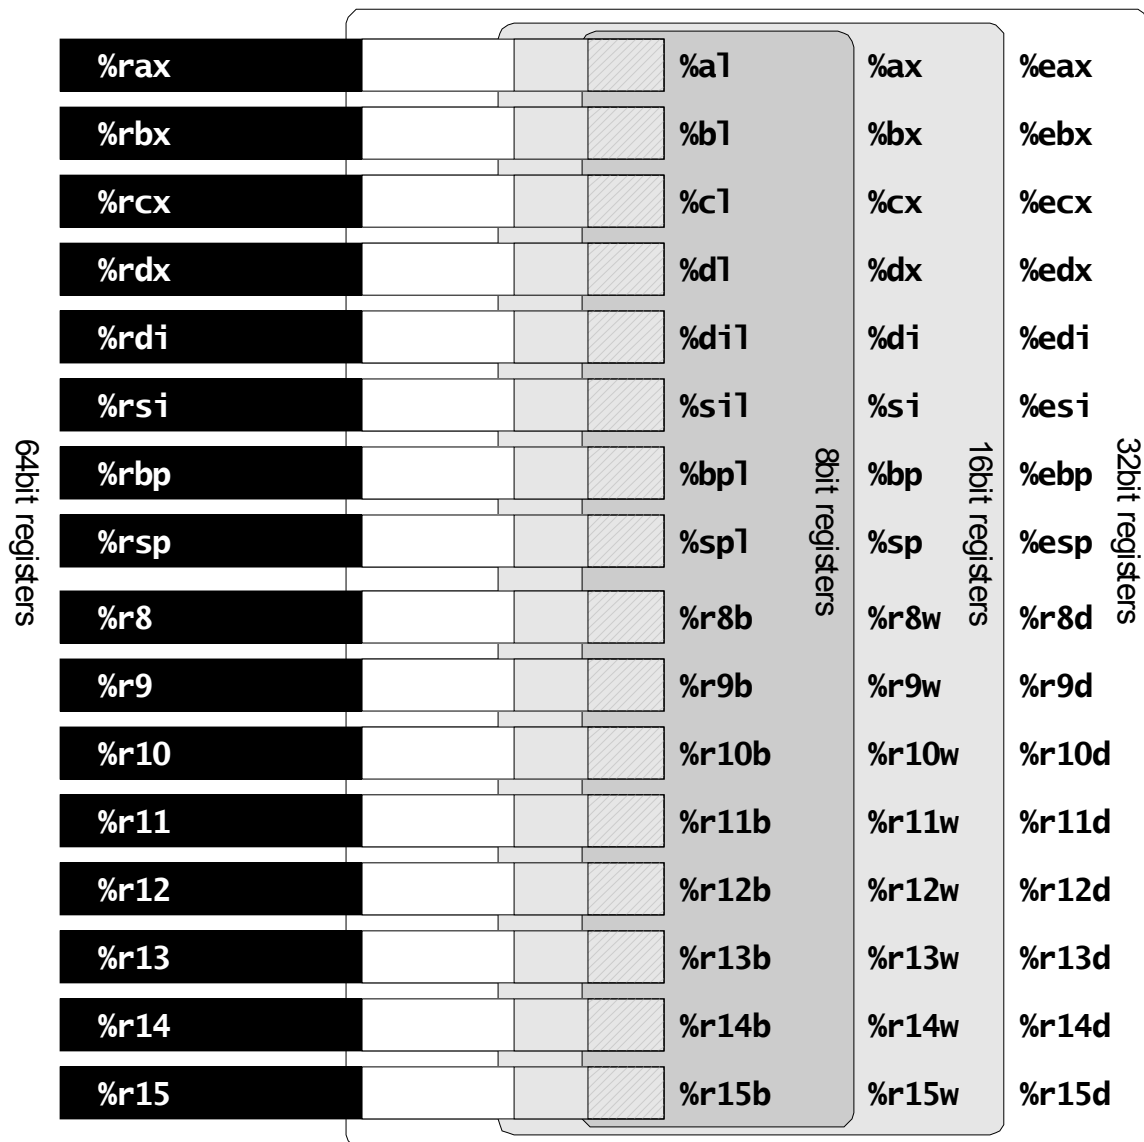 %rax %al %ax %eax
%rbx %bl %bx %ebx
%rcx %cl %cx %ecx
%rdx %dl %dx %edx
%rdi %dil %di %edi
%rsi %sil %si %esi
%rbp %bpl %bp %ebp
%rsp %spl %sp %esp
%r8 %r8b %r8w %r8d
%r9 %r9b %r9w %r9d
%r10 %r10b %r10w %r10d
%r11 %r11b %r11w %r11d
%r12 %r12b %r12w %r12d
%r13 %r13b %r13w %r13d
%r14 %r14b %r14w %r14d
%r15 %r15b %r15w %r15d
64bit registers
8bit registers
16bit registers
32bit registers